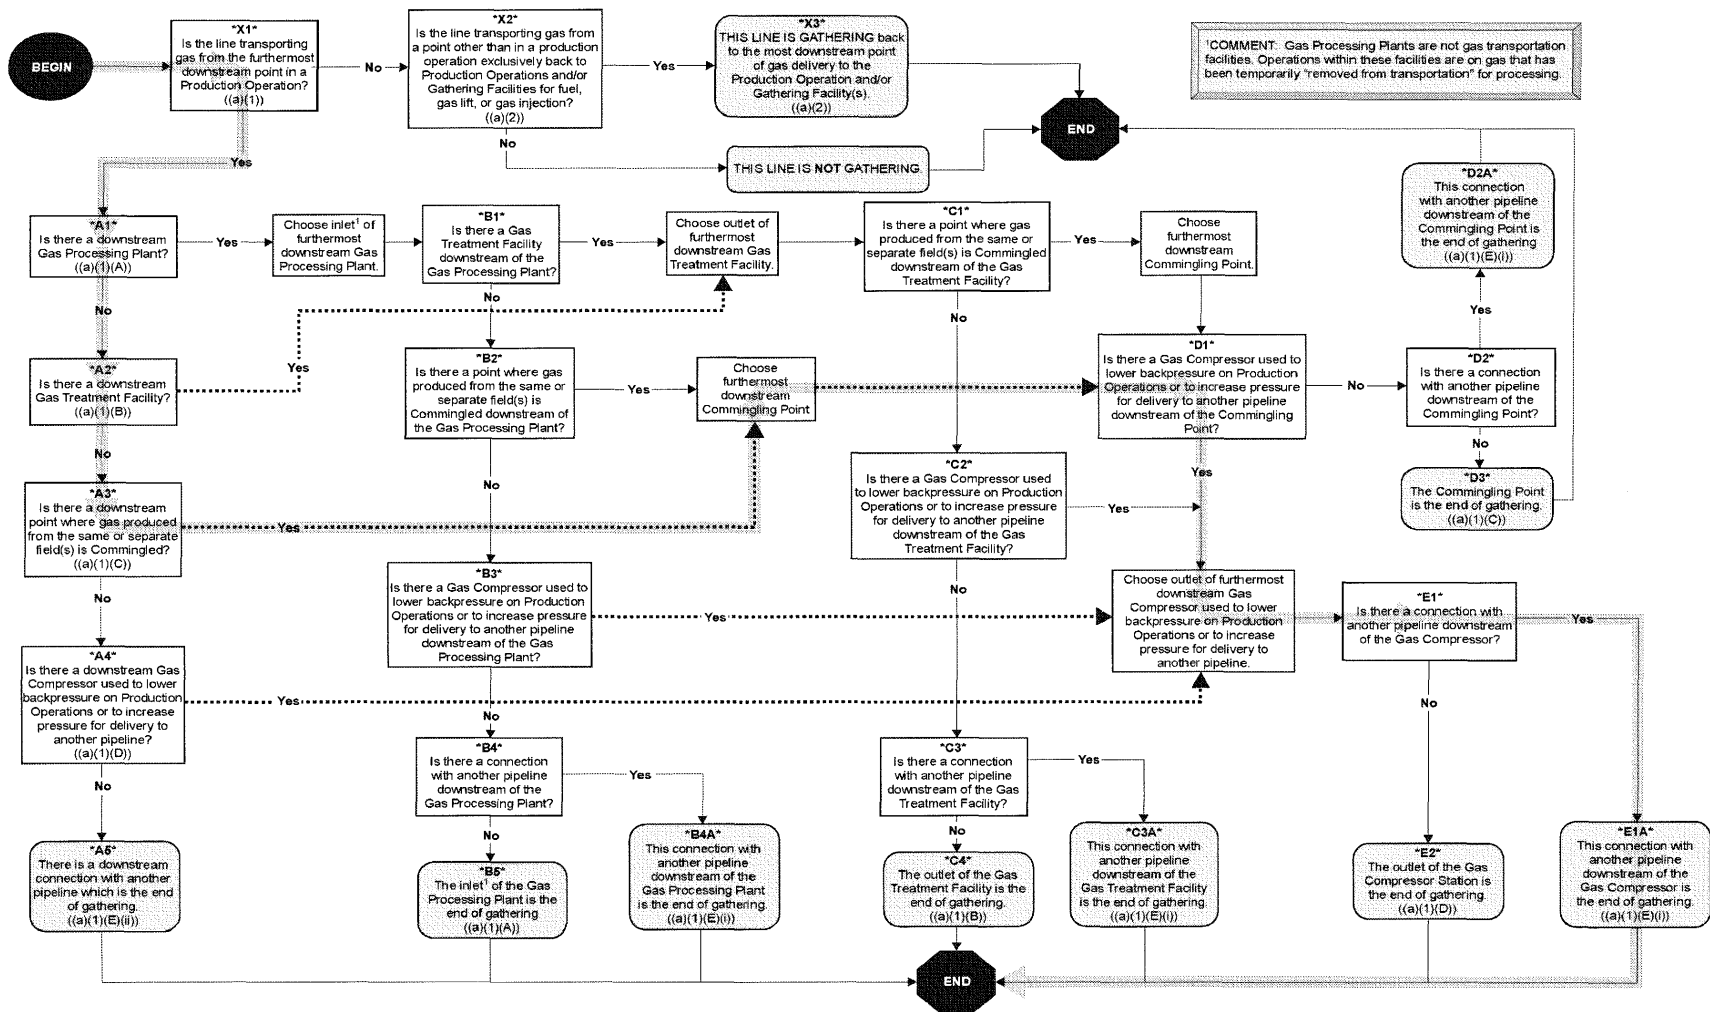 BEGIN
*X1*
Is the line transporting
gas from the furthermost
downstream point in a
Production Operation?
((a)(1))
No
*X2*
Is the line transporting gas from
a point other than in a production
operation exclusively back to
Production Operations and/or
Gathering Facilities for fuel,
gas lift, or gas injection?
((a)(2))
Yes
*X3*
THIS LINE IS GATHERING back
to the most downstream point
of gas delivery to the
Production Operation and/or
Gathering Facility(s).
((a)(2))
¹COMMENT: Gas Processing Plants are not gas transportation
facilities. Operations within these facilities are on gas that has
been temporarily "removed from transportation" for processing.
END
No
THIS LINE IS NOT GATHERING.
Yes
*A1*
Is there a downstream
Gas Processing Plant?
((a)(1)(A))
Yes
Choose inlet¹ of
furthermost
downstream Gas
Processing Plant.
*B1*
Is there a Gas
Treatment Facility
downstream of the
Gas Processing Plant?
Yes
Choose outlet of
furthermost
downstream Gas
Treatment Facility.
*C1*
Is there a point where gas
produced from the same or
separate field(s) is Commingled
downstream of the Gas
Treatment Facility?
Yes
Choose
furthermost
downstream
Commingling Point.
*D2A*
This connection
with another pipeline
downstream of the
Commingling Point is
the end of gathering
((a)(1)(E)(i))
No
No
No
Yes
*A2*
Is there a downstream
Gas Treatment Facility?
((a)(1)(B))
Yes
*B2*
Is there a point where gas
produced from the same or
separate field(s) is
Commingled downstream of
the Gas Processing Plant?
Yes
Choose
furthermost
downstream
Commingling Point
*D1*
Is there a Gas Compressor used to
lower backpressure on Production
Operations or to increase pressure
for delivery to another pipeline
downstream of the Commingling
Point?
No
*D2*
Is there a connection
with another pipeline
downstream of the
Commingling Point?
No
No
Yes
No
*A3*
Is there a downstream
point where gas produced
from the same or separate
field(s) is Commingled?
((a)(1)(C))
Yes
*C2*
Is there a Gas Compressor used
to lower backpressure on Production
Operations or to increase pressure
for delivery to another pipeline
downstream of the Gas
Treatment Facility?
Yes
*D3*
The Commingling Point
is the end of gathering.
((a)(1)(C))
No
No
*B3*
Is there a Gas Compressor used to
lower backpressure on Production
Operations or to increase pressure
for delivery to another pipeline
downstream of the Gas
Processing Plant?
Yes
Choose outlet of furthermost
downstream Gas
Compressor used to lower
backpressure on Production
Operations or to increase
pressure for delivery to
another pipeline.
*E1*
Is there a connection with
another pipeline downstream
of the Gas Compressor?
Yes
*A4*
Is there a downstream Gas
Compressor used to lower
backpressure on Production
Operations or to increase
pressure for delivery to
another pipeline?
((a)(1)(D))
Yes
No
No
No
*B4*
Is there a connection
with another pipeline
downstream of the
Gas Processing Plant?
Yes
*C3*
Is there a connection
with another pipeline
downstream of the Gas
Treatment Facility?
Yes
No
No
*A5*
There is a downstream
connection with another
pipeline which is the end
of gathering.
((a)(1)(E)(ii))
*B5*
The inlet¹ of the Gas
Processing Plant is the
end of gathering
((a)(1)(A))
*B4A*
This connection with
another pipeline
downstream of the
Gas Processing Plant
is the end of gathering.
((a)(1)(E)(i))
*C4*
The outlet of the Gas
Treatment Facility is the
end of gathering.
((a)(1)(B))
*C3A*
This connection with
another pipeline
downstream of the
Gas Treatment Facility
is the end of gathering.
((a)(1)(E)(i))
*E2*
The outlet of the Gas
Compressor Station is
the end of gathering.
((a)(1)(D))
*E1A*
This connection with
another pipeline
downstream of the
Gas Compressor is
the end of gathering.
((a)(1)(E)(i))
END